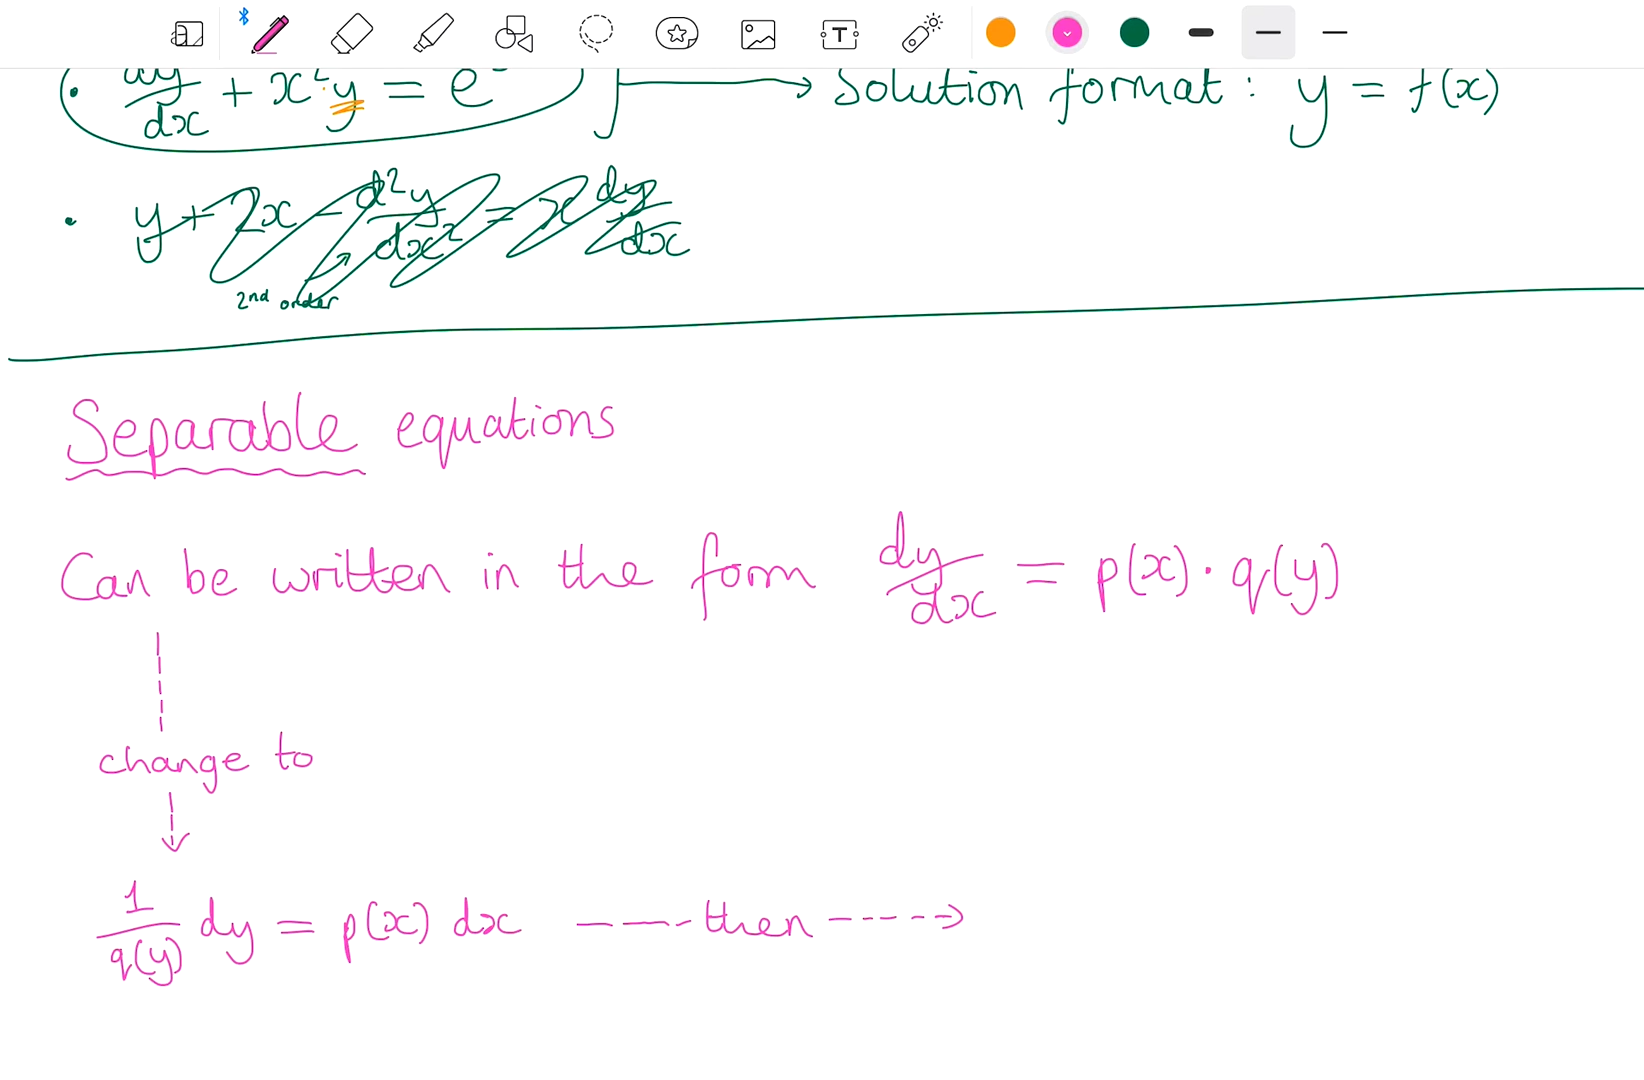 • dy/dx + x² · y = e → Solution format: y = f(x)
• y + 2x - d²y/dx² = x dy/dx
2nd order
Separable equations
Can be written in the form dy/dx = p(x) · q(y)
change to
1/q(y) dy = p(x) dx ---- then ---->